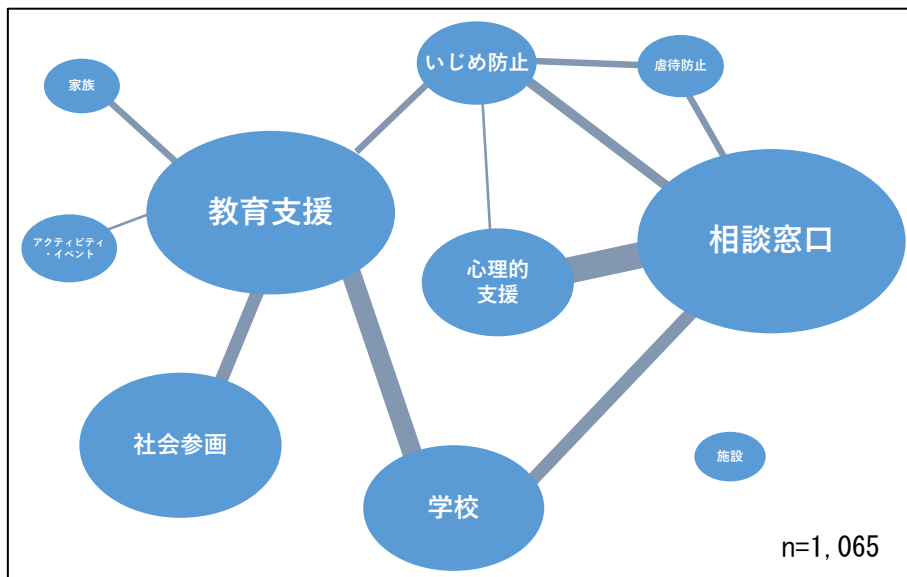 いじめ防止
虐待防止
家族
教育支援
相談窓口
アクティビティ
・イベント
心理的
支援
社会参画
学校
施設
n=1,065